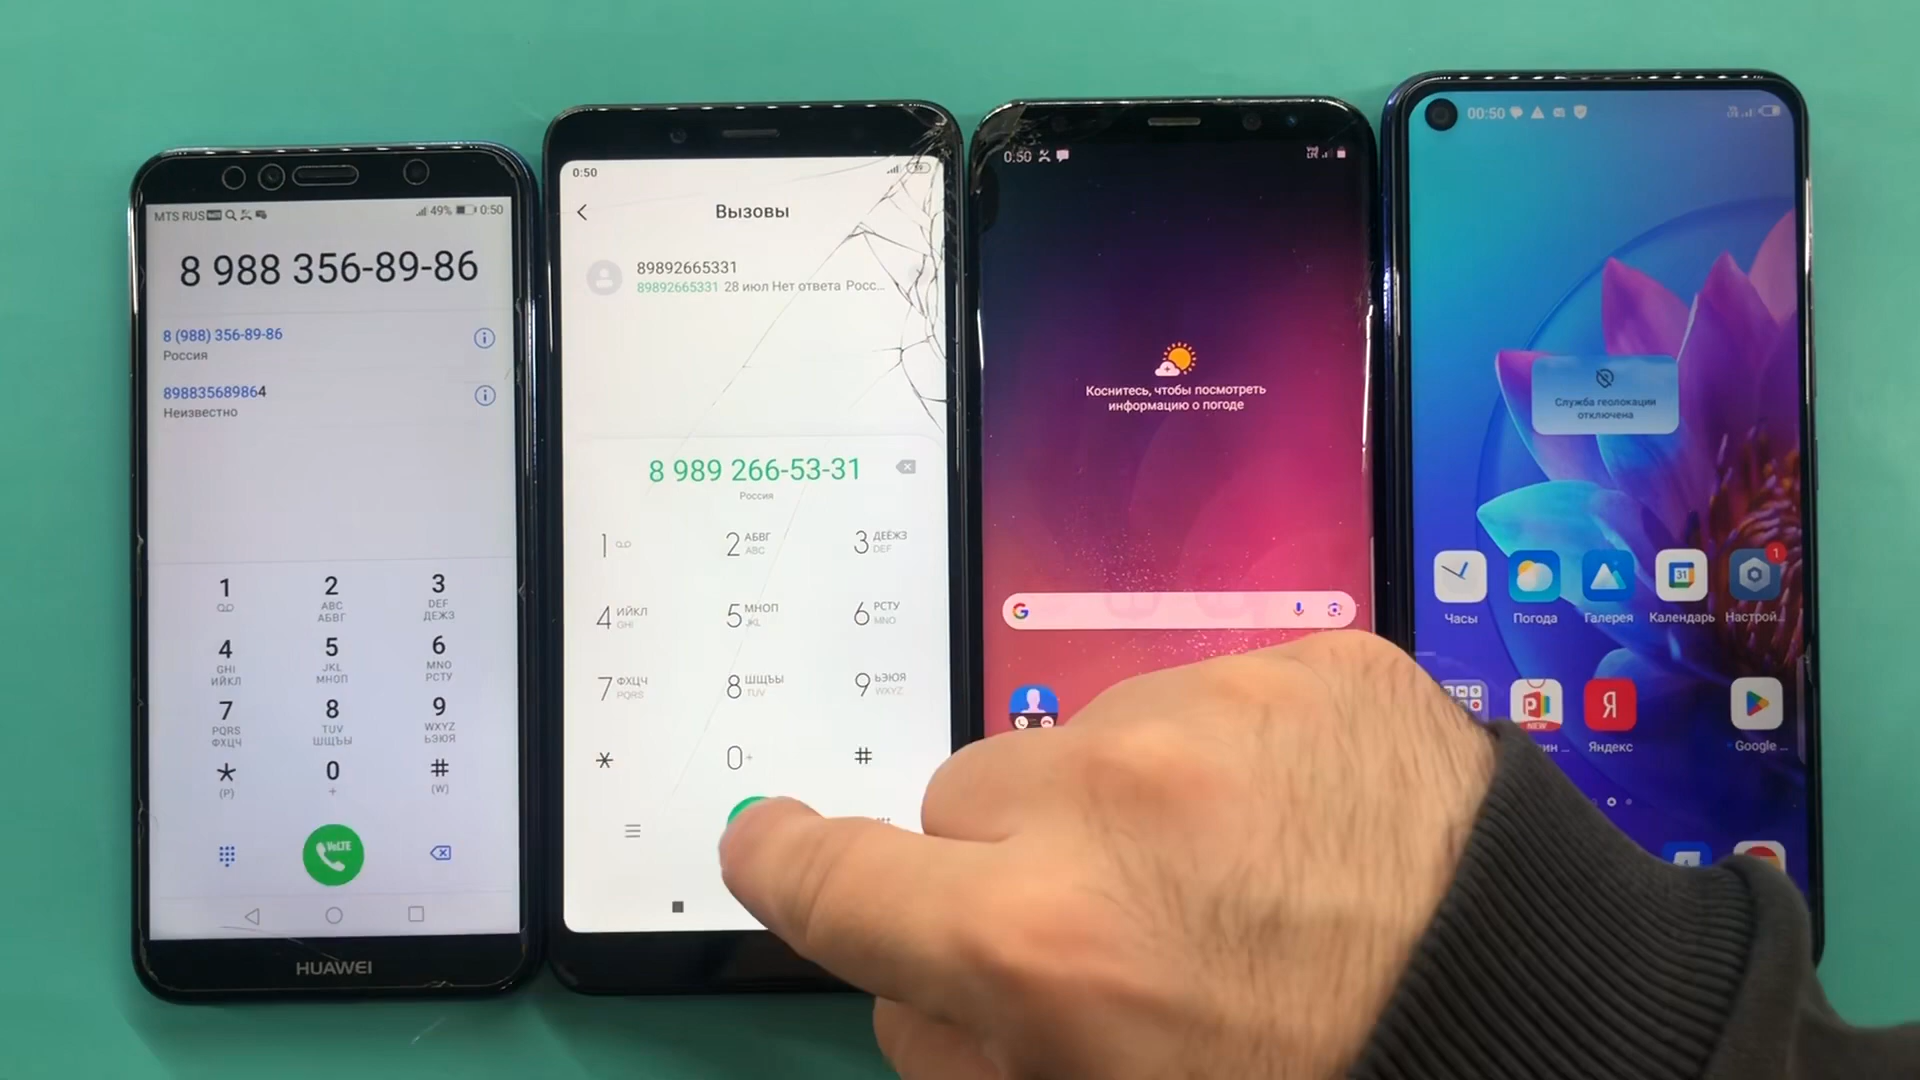 MTS RUS 49% 0:50
8 988 356-89-86
8 (988) 356-89-86
Россия
898835689864
Неизвестно
1
2 ABC АБВГ
3 DEF ДЕЖЗ
4 GHI ИЙКЛ
5 JKL МНОП
6 MNO РСТУ
7 PQRS ФХЦЧ
8 TUV ШЩЪЫ
9 WXYZ ЬЭЮЯ
* (P)
0 +
# (W)
VoLTE
HUAWEI
0:50
Вызовы
89892665331
89892665331 28 июл Нет ответа Росс...
8 989 266-53-31
Россия
1
2 АБВГ ABC
3 ДЕЁЖЗ DEF
4 ИЙКЛ GHI
5 МНОП JKL
6 РСТУ MNO
7 ФХЦЧ PQRS
8 ШЩЪЫ TUV
9 ЬЭЮЯ WXYZ
*
0 +
#
0:50
Коснитесь, чтобы посмотреть
информацию о погоде
G
00:50
Служба геолокации
отключена
31
1
Часы
Погода
Галерея
Календарь
Настрой...
NEW
Я
Яндекс
Google ...